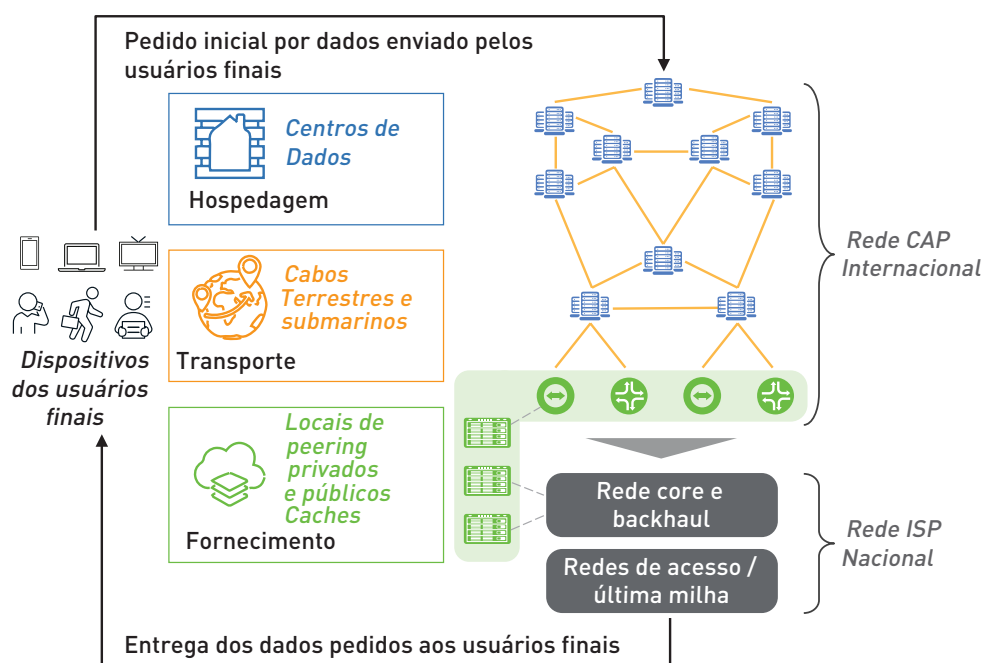 Pedido inicial por dados enviado pelos
usuários finais
Centros de
Dados
Hospedagem
Rede CAP
Internacional
Cabos
Terrestres e
submarinos
Transporte
Dispositivos
dos usuários
finais
Locais de
peering
privados
e públicos
Caches
Fornecimento
Rede core e
backhaul
Rede ISP
Nacional
Redes de acesso /
última milha
Entrega dos dados pedidos aos usuários finais